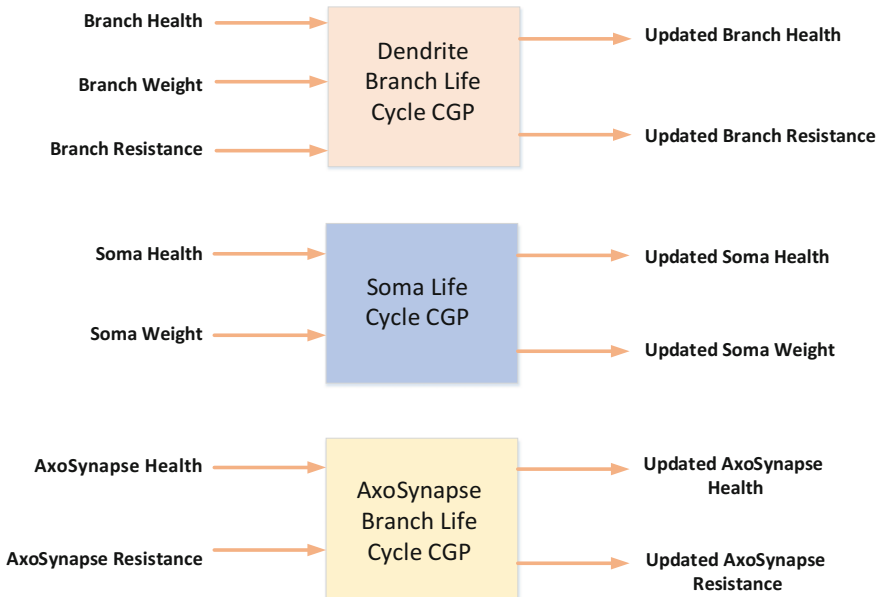 Branch Health
Branch Weight
Branch Resistance
Dendrite
Branch Life
Cycle CGP
Updated Branch Health
Updated Branch Resistance
Soma Health
Soma Weight
Soma Life
Cycle CGP
Updated Soma Health
Updated Soma Weight
AxoSynapse Health
AxoSynapse Resistance
AxoSynapse
Branch Life
Cycle CGP
Updated AxoSynapse
Health
Updated AxoSynapse
Resistance